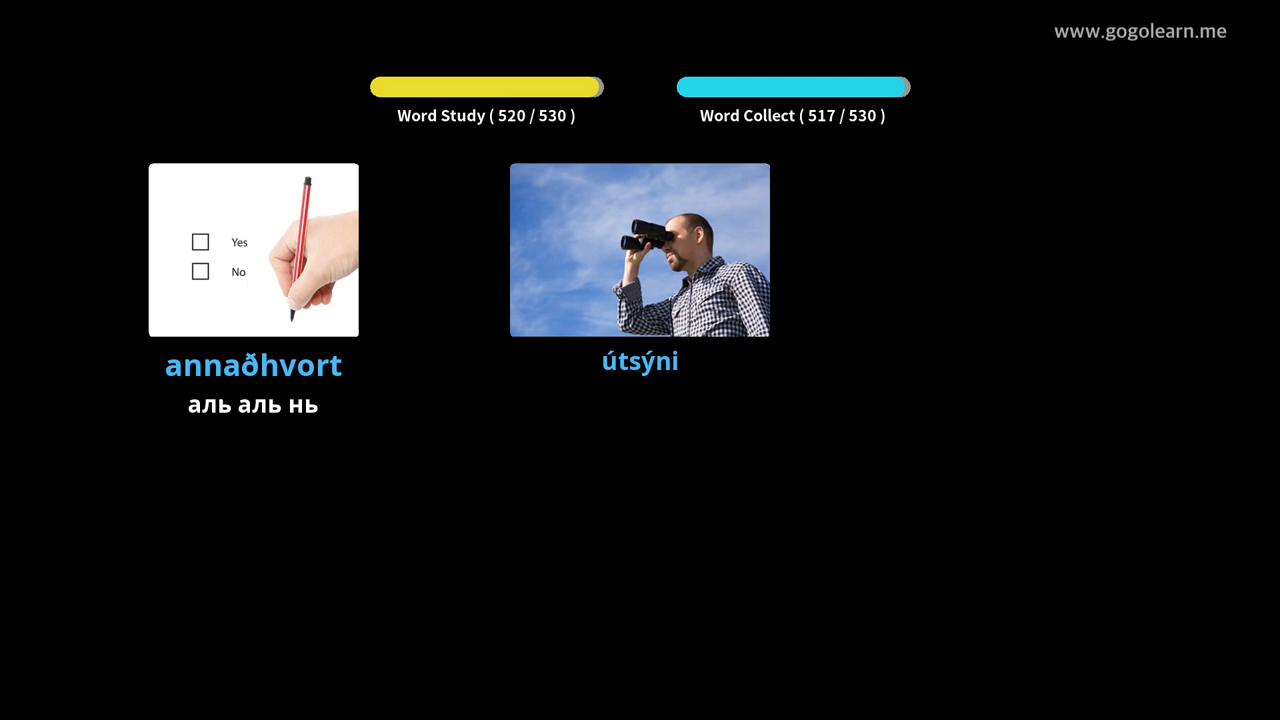 www.gogolearn.me
Word Study ( 520 / 530 )
Word Collect ( 517 / 530 )
Yes
No
annaðhvort
аль аль нь
útsýni